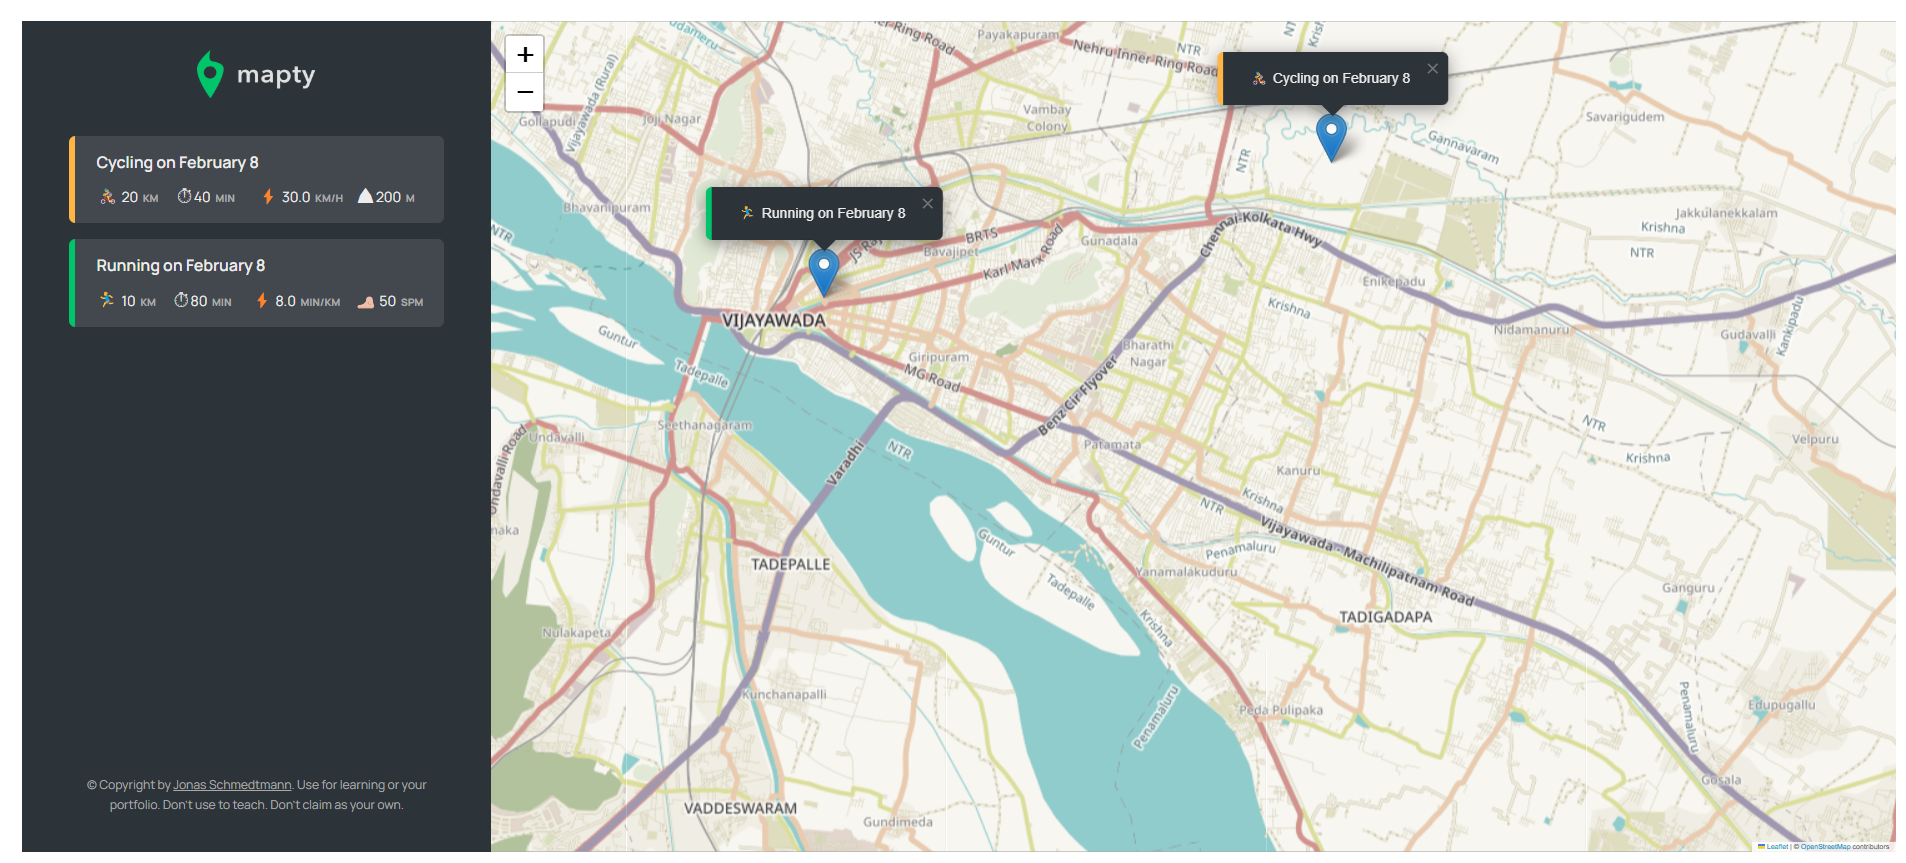 mapty
Cycling on February 8
20 KM
40 MIN
30.0 KM/H
200 M
Running on February 8
10 KM
80 MIN
8.0 MIN/KM
50 SPM
© Copyright by Jonas Schmedtmann. Use for learning or your
portfolio. Don't use to teach. Don't claim as your own.
+
−
Payakapuram
Nehru Inner Ring Road
NTR
NTR
Cycling on February 8
×
Gollapudi
Vijayawada (Rural)
Joji Nagar
Vambay
Colony
Savarigudem
Gannavaram
NTR
Bhavanipuram
Running on February 8
×
NTR
BRTS
Bavajipet
Karl Marx Road
Gunadala
Chennai-Kolkata Hwy
Jakkulanekkalam
Krishna
NTR
Enikepadu
Krishna
VIJAYAWADA
Nidamanuru
Gudavalli
Kankipadu
Guntur
Tadepalle
Giripuram
MG Road
Bharathi
Nagar
Benz Cir Flyover
Seethanagaram
Undavalli
Varadhi
NTR
Patamata
Kanuru
NTR
Krishna
Velpuru
Krishna
NTR
Vijayawada - Machilipatnam Road
Penamaluru
Guntur
TADEPALLE
Tadepalle
Yanamalakuduru
Krishna
TADIGADAPA
Ganguru
Nulakapeta
Kunchanapalli
Penamaluru
Peda Pulipaka
Penamaluru
Edupugallu
Gosala
VADDESWARAM
Gundimeda
Leaflet | © OpenStreetMap contributors